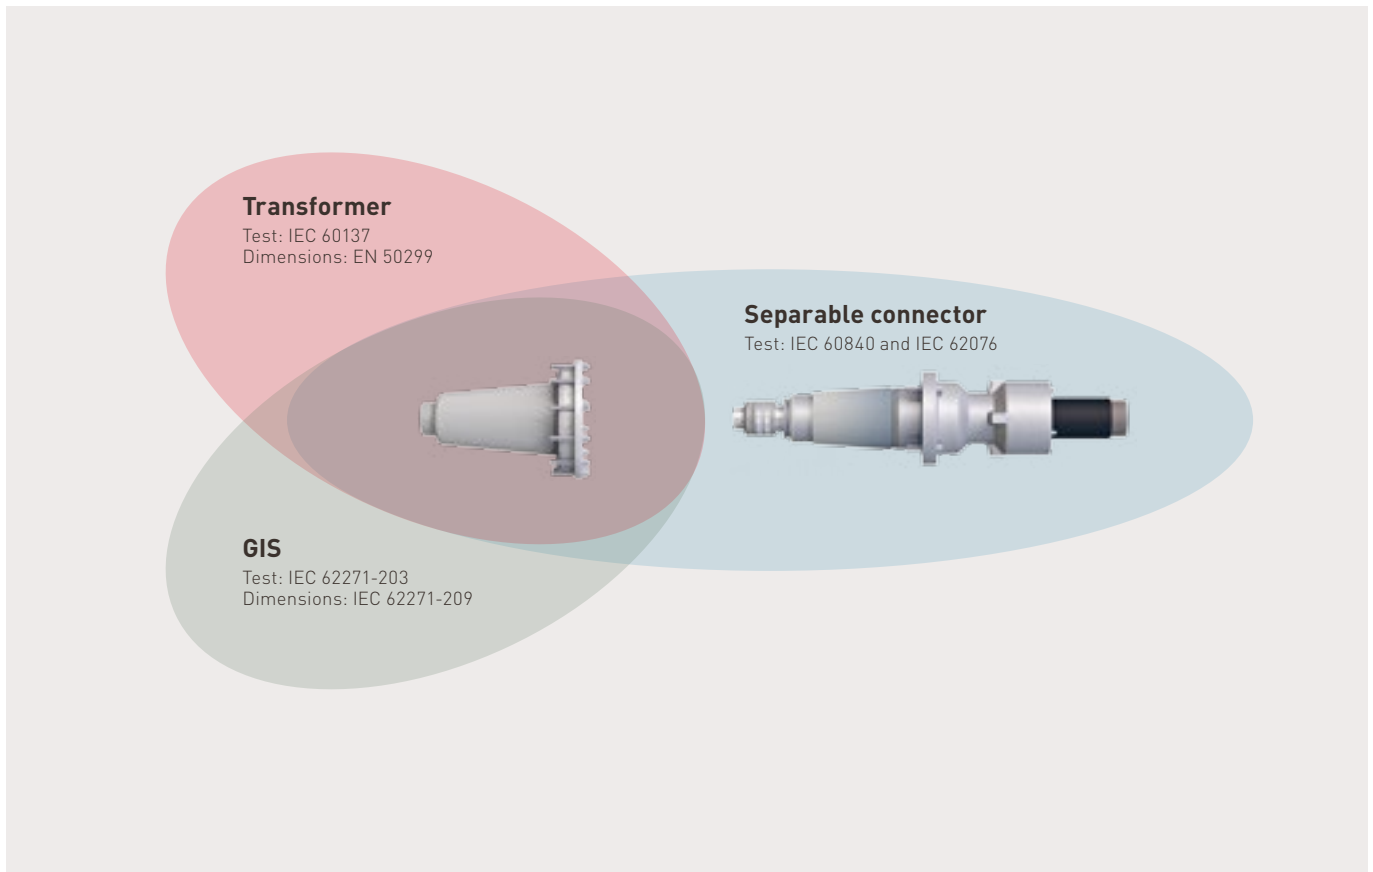 Transformer
Test: IEC 60137
Dimensions: EN 50299
Separable connector
Test: IEC 60840 and IEC 62076
GIS
Test: IEC 62271-203
Dimensions: IEC 62271-209